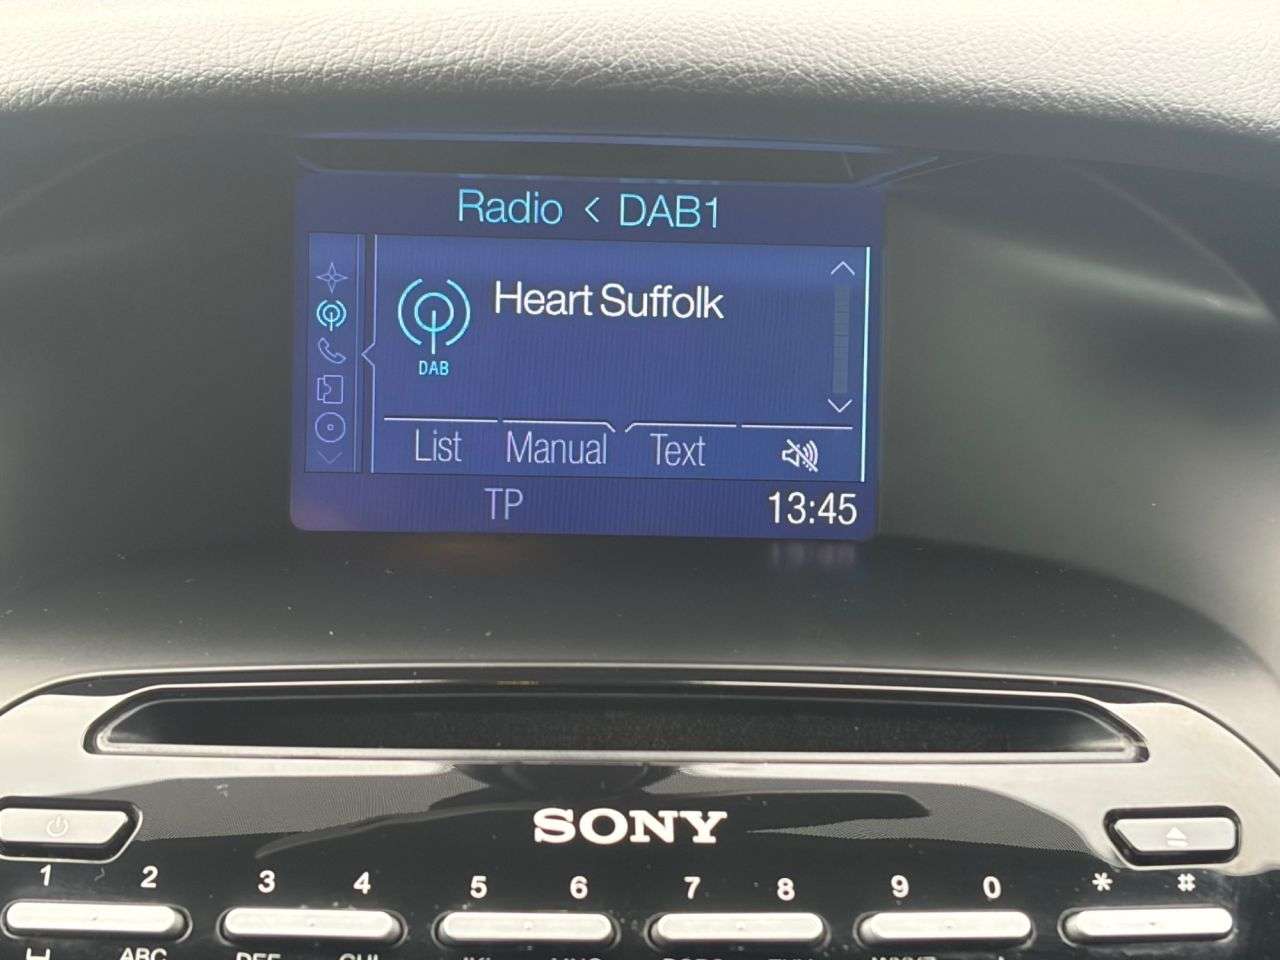 Radio < DAB1
Heart Suffolk
DAB
List Manual Text
TP 13:45
SONY
1 2 3 4 5 6 7 8 9 0 * #
ABC